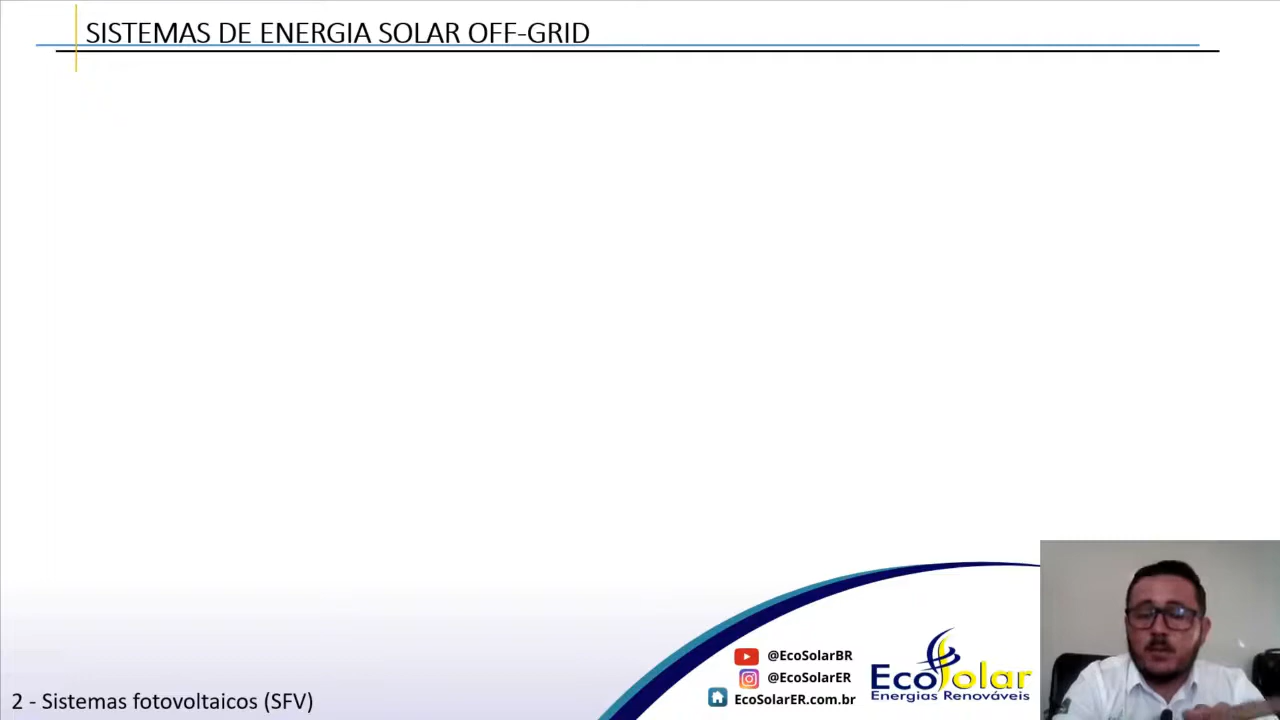 SISTEMAS DE ENERGIA SOLAR OFF-GRID
@EcoSolarBR
@EcoSolarER
EcoSolarER.com.br
EcoSolar
Energias Renováveis
2 - Sistemas fotovoltaicos (SFV)